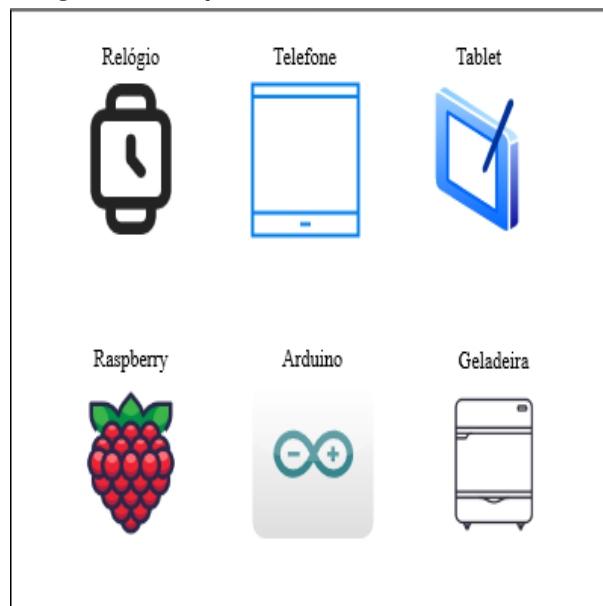 Relógio
Telefone
Tablet
Raspberry
Arduino
Geladeira